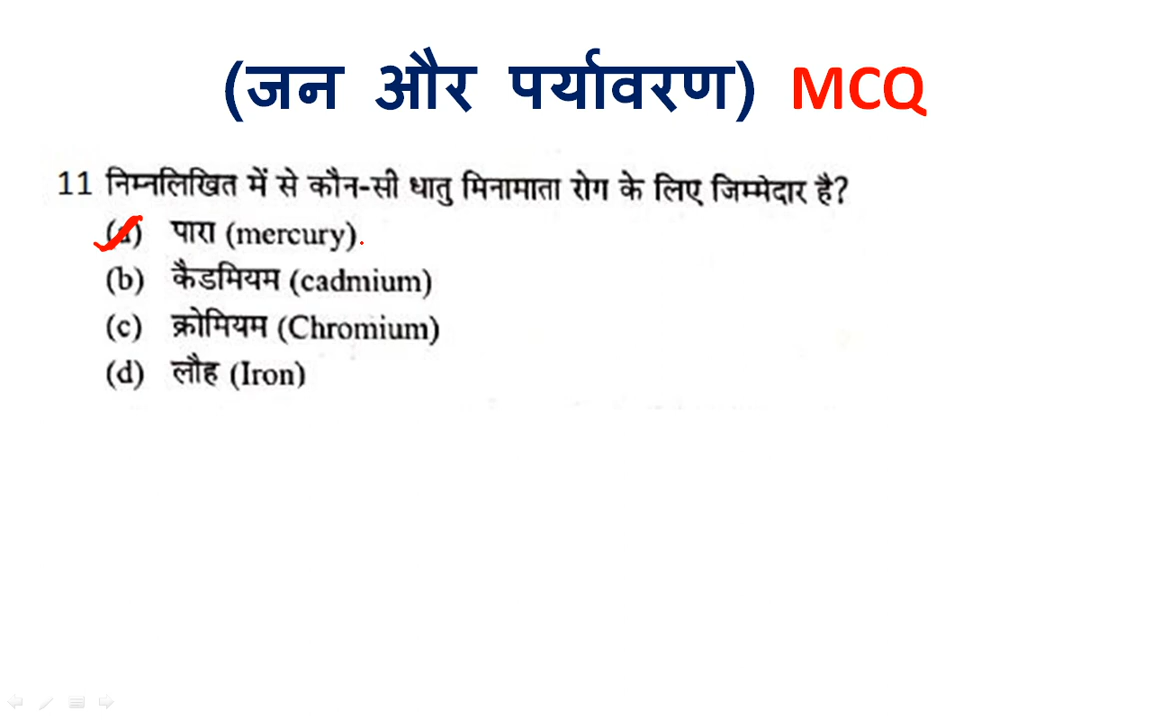 (जन और पर्यावरण) MCQ
11 निम्नलिखित में से कौन-सी धातु मिनामाता रोग के लिए जिम्मेदार है?
(a) पारा (mercury).
(b) कैडमियम (cadmium)
(c) क्रोमियम (Chromium)
(d) लौह (Iron)